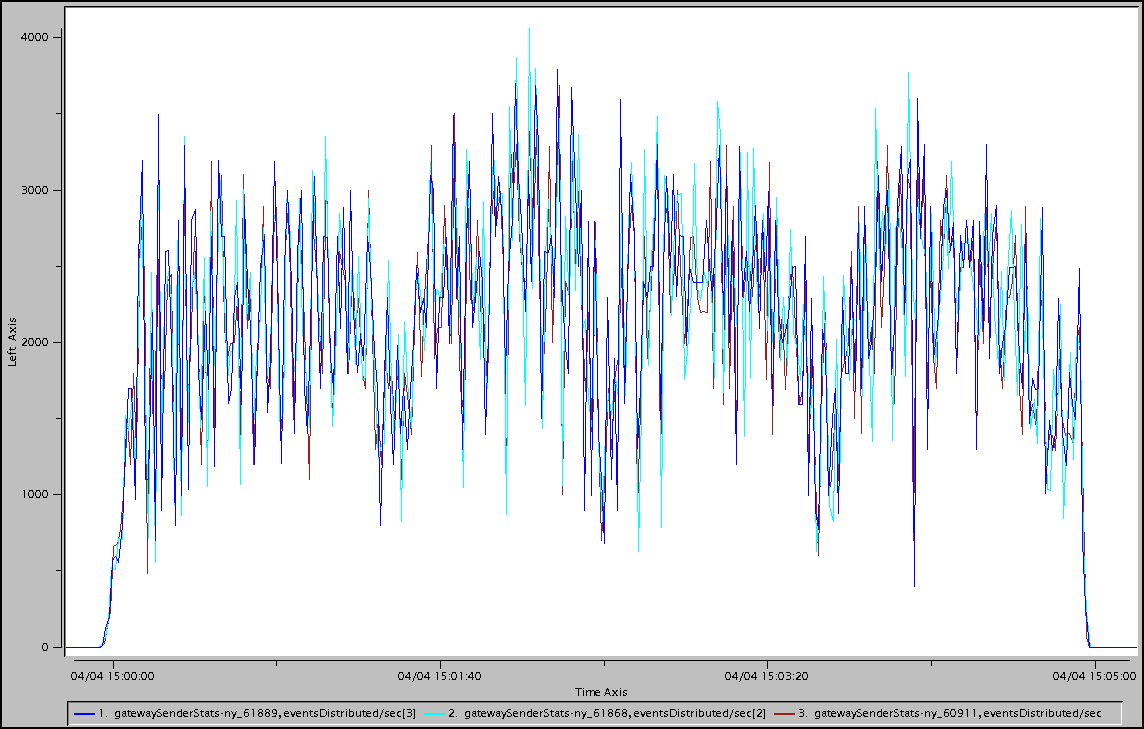 4000
3000
2000
1000
0
Left Axis
04/04 15:00:00 04/04 15:01:40 04/04 15:03:20 04/04 15:05:00
Time Axis
1. gatewaySenderStats-ny_61889,eventsDistributed/sec[3] 2. gatewaySenderStats-ny_61868,eventsDistributed/sec[2] 3. gatewaySenderStats-ny_60911,eventsDistributed/sec